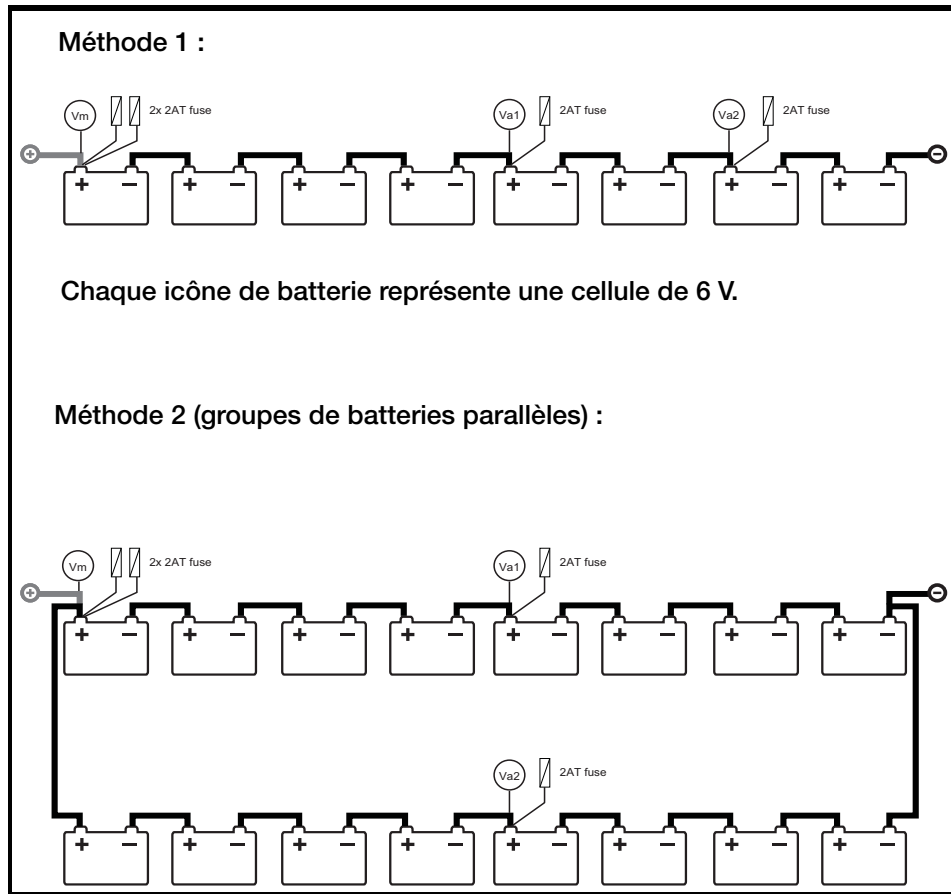 Méthode 1 :
Vm
2x 2AT fuse
Va1
2AT fuse
Va2
2AT fuse
+ −
+ - + - + - + - + - + - + - + -
Chaque icône de batterie représente une cellule de 6 V.
Méthode 2 (groupes de batteries parallèles) :
Vm
2x 2AT fuse
Va1
2AT fuse
+ −
+ - + - + - + - + - + - + - + -
Va2
2AT fuse
+ - + - + - + - + - + - + - + -